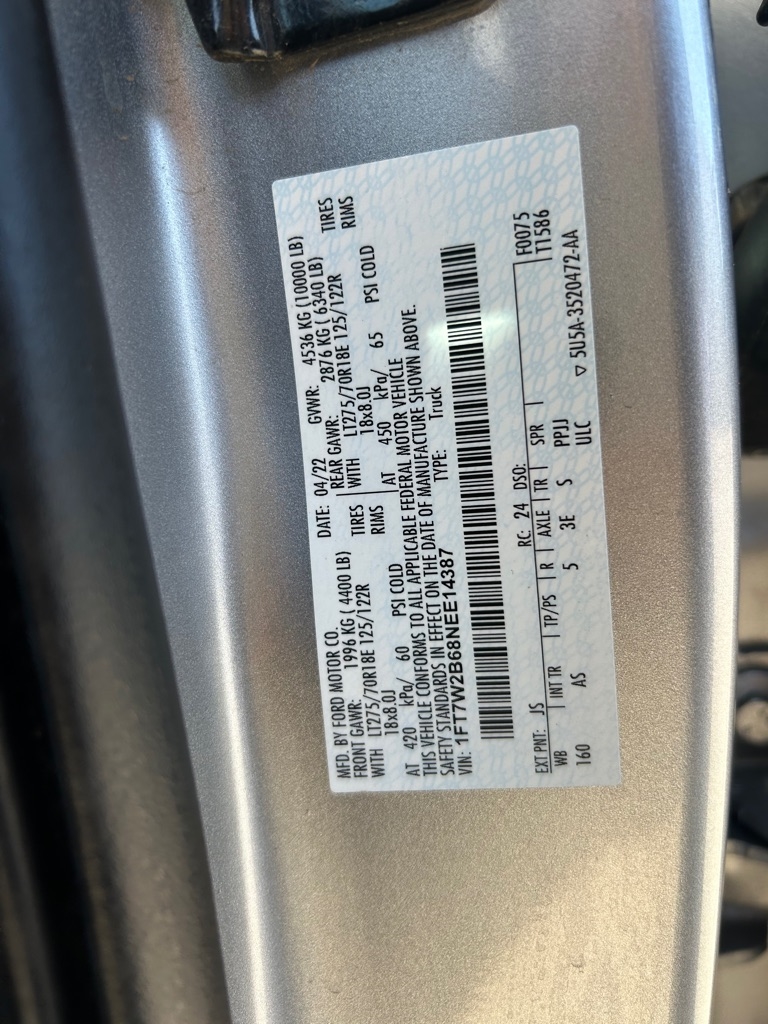 MFD. BY FORD MOTOR CO.
DATE: 04/22 GVWR: 4536 KG (10000 LB)
FRONT GAWR: 1996 KG ( 4400 LB) REAR GAWR: 2876 KG ( 6340 LB)
WITH LT275/70R18E 125/122R TIRES WITH LT275/70R18E 125/122R TIRES
18x8.0J RIMS 18x8.0J RIMS
AT 420 kPa/ 60 PSI COLD AT 450 kPa/ 65 PSI COLD
THIS VEHICLE CONFORMS TO ALL APPLICABLE FEDERAL MOTOR VEHICLE
SAFETY STANDARDS IN EFFECT ON THE DATE OF MANUFACTURE SHOWN ABOVE.
VIN: 1FT7W2B68NEE14387 TYPE: Truck
F0075
EXT PNT: JS RC: 24 DSO: T1586
WB INT TR TP/PS R AXLE TR SPR
160 AS 5 3E S PPJJ
ULC ▽ 5U5A-3520472-AA